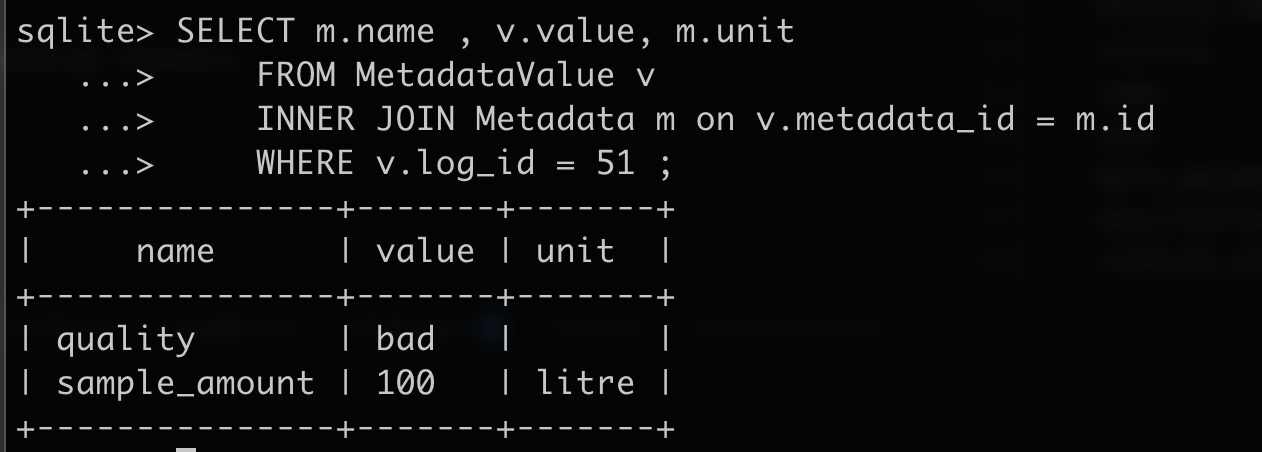 sqlite> SELECT m.name , v.value, m.unit
   ...>     FROM MetadataValue v
   ...>     INNER JOIN Metadata m on v.metadata_id = m.id
   ...>     WHERE v.log_id = 51 ;
+---------------+-------+-------+
|     name      | value | unit  |
+---------------+-------+-------+
| quality       | bad   |       |
| sample_amount | 100   | litre |
+---------------+-------+-------+